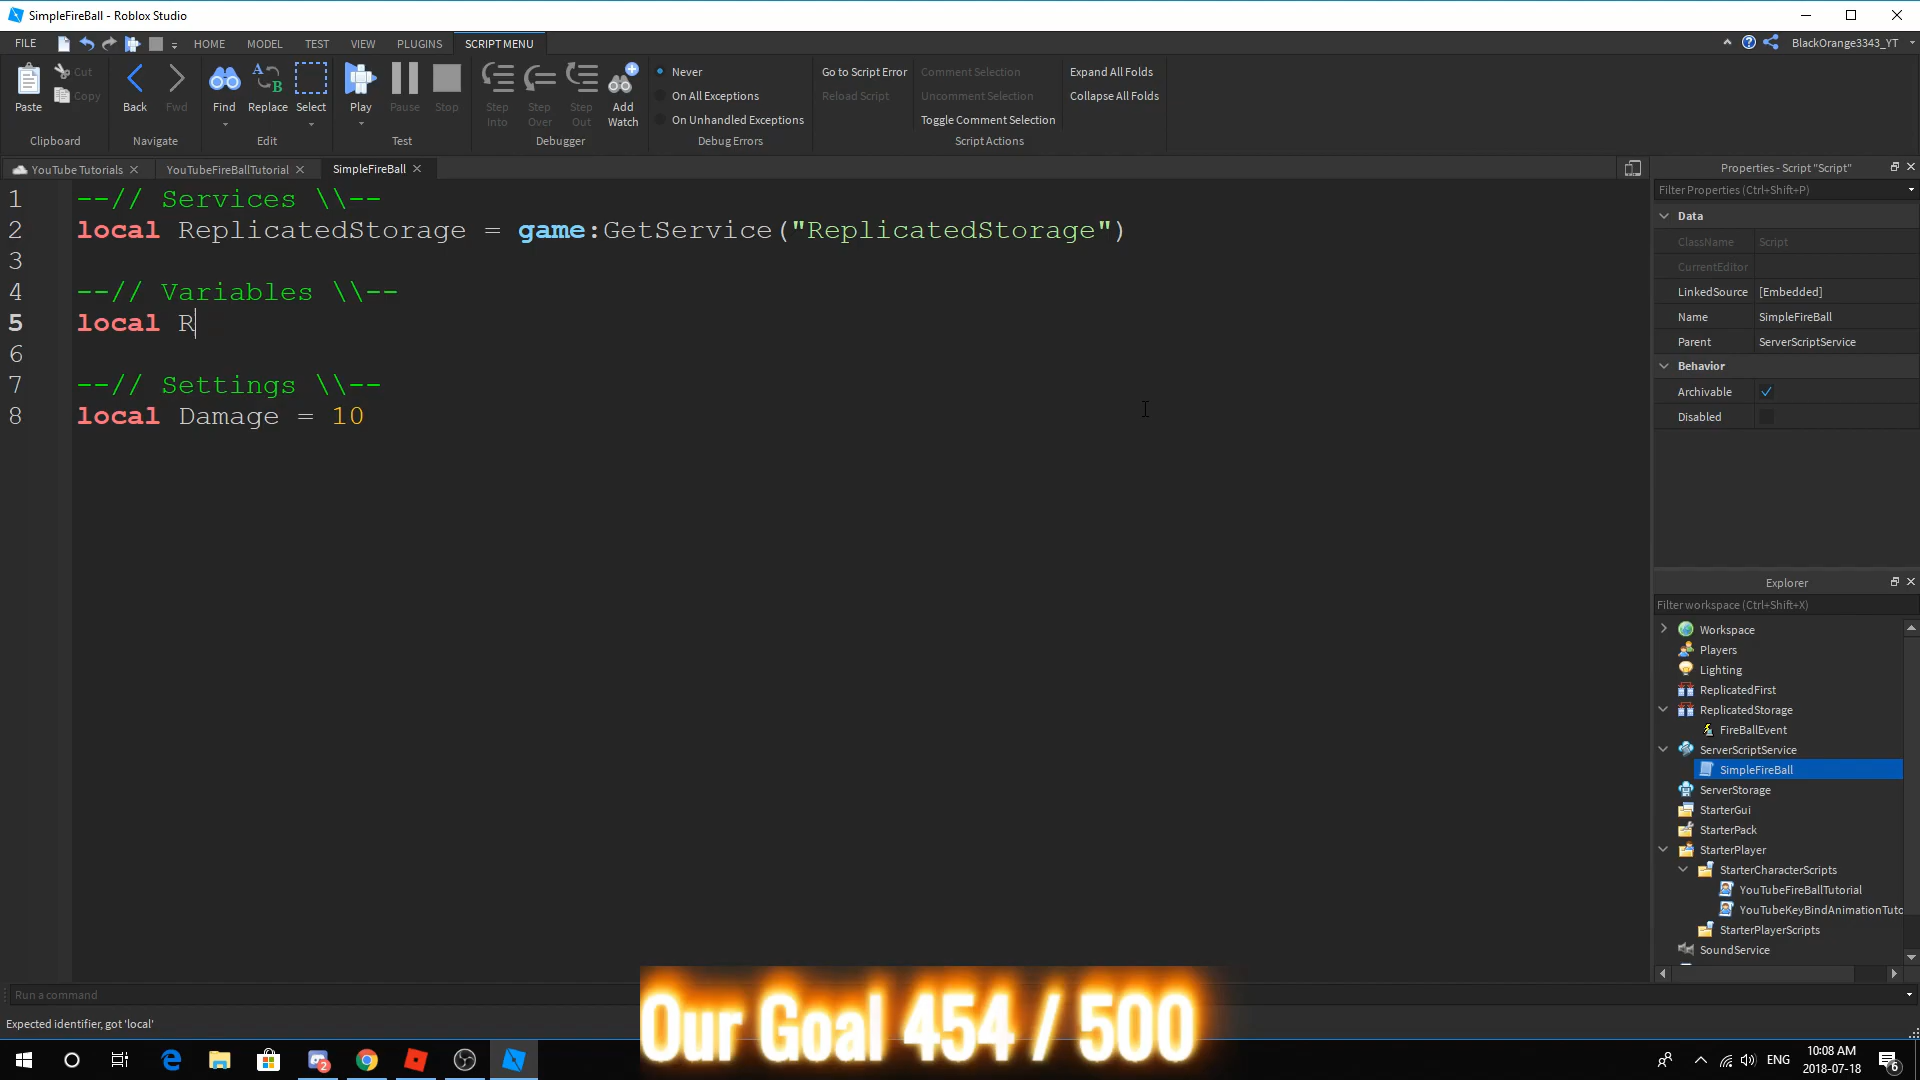 SimpleFireBall - Roblox Studio
FILE HOME MODEL TEST VIEW PLUGINS SCRIPT MENU BlackOrange3343_YT
Paste Cut Copy
Clipboard
Back Fwd
Navigate
Find Replace Select
Edit
Play Pause Stop
Test
Step Into Step Over Step Out Add Watch
Debugger
Never
On All Exceptions
On Unhandled Exceptions
Debug Errors
Go to Script Error
Reload Script
Comment Selection
Uncomment Selection
Toggle Comment Selection
Script Actions
Expand All Folds
Collapse All Folds
YouTube Tutorials YouTubeFireBallTutorial SimpleFireBall
1 --// Services \\--
2 local ReplicatedStorage = game:GetService("ReplicatedStorage")
3
4 --// Variables \\--
5 local R
6
7 --// Settings \\--
8 local Damage = 10
Properties - Script "Script"
Filter Properties (Ctrl+Shift+P)
Data
ClassName Script
CurrentEditor
LinkedSource [Embedded]
Name SimpleFireBall
Parent ServerScriptService
Behavior
Archivable
Disabled
Explorer
Filter workspace (Ctrl+Shift+X)
Workspace
Players
Lighting
ReplicatedFirst
ReplicatedStorage
FireBallEvent
ServerScriptService
SimpleFireBall
ServerStorage
StarterGui
StarterPack
StarterPlayer
StarterCharacterScripts
YouTubeFireBallTutorial
YouTubeKeyBindAnimationTuto
StarterPlayerScripts
SoundService
Run a command
Expected identifier, got 'local'
Our Goal 454 / 500
2
ENG
10:08 AM
2018-07-18
6